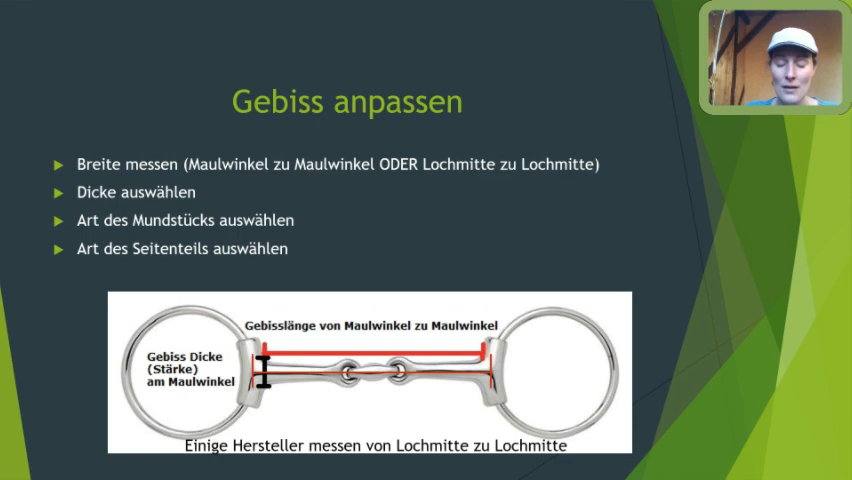 Gebiss anpassen
Breite messen (Maulwinkel zu Maulwinkel ODER Lochmitte zu Lochmitte)
Dicke auswählen
Art des Mundstücks auswählen
Art des Seitenteils auswählen
Gebisslänge von Maulwinkel zu Maulwinkel
Gebiss Dicke
(Stärke)
am Maulwinkel
Einige Hersteller messen von Lochmitte zu Lochmitte